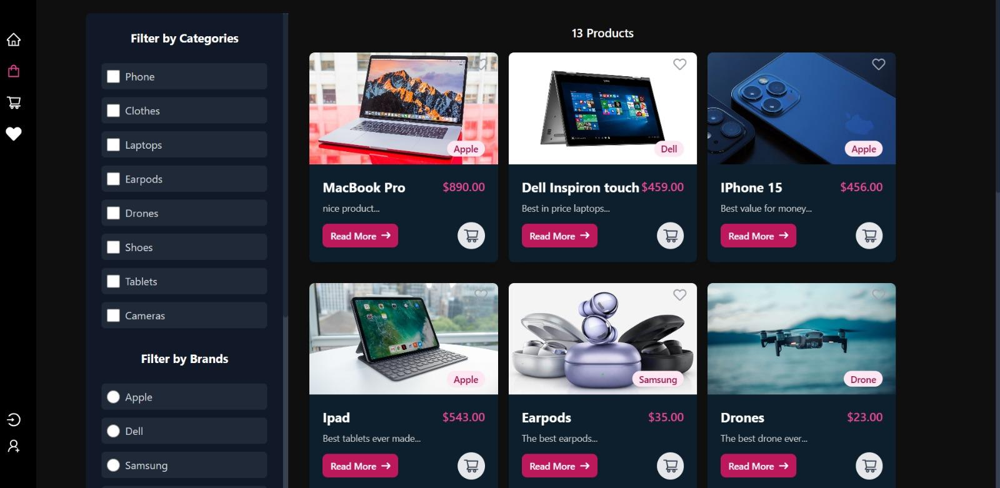 Filter by Categories
Phone
Clothes
Laptops
Earpods
Drones
Shoes
Tablets
Cameras
Filter by Brands
Apple
Dell
Samsung
13 Products
Apple
MacBook Pro $890.00
nice product...
Read More
Dell
Dell Inspiron touch $459.00
Best in price laptops...
Read More
Apple
IPhone 15 $456.00
Best value for money...
Read More
Apple
Ipad $543.00
Best tablets ever made...
Read More
Samsung
Earpods $35.00
The best earpods...
Read More
Drone
Drones $23.00
The best drone ever...
Read More